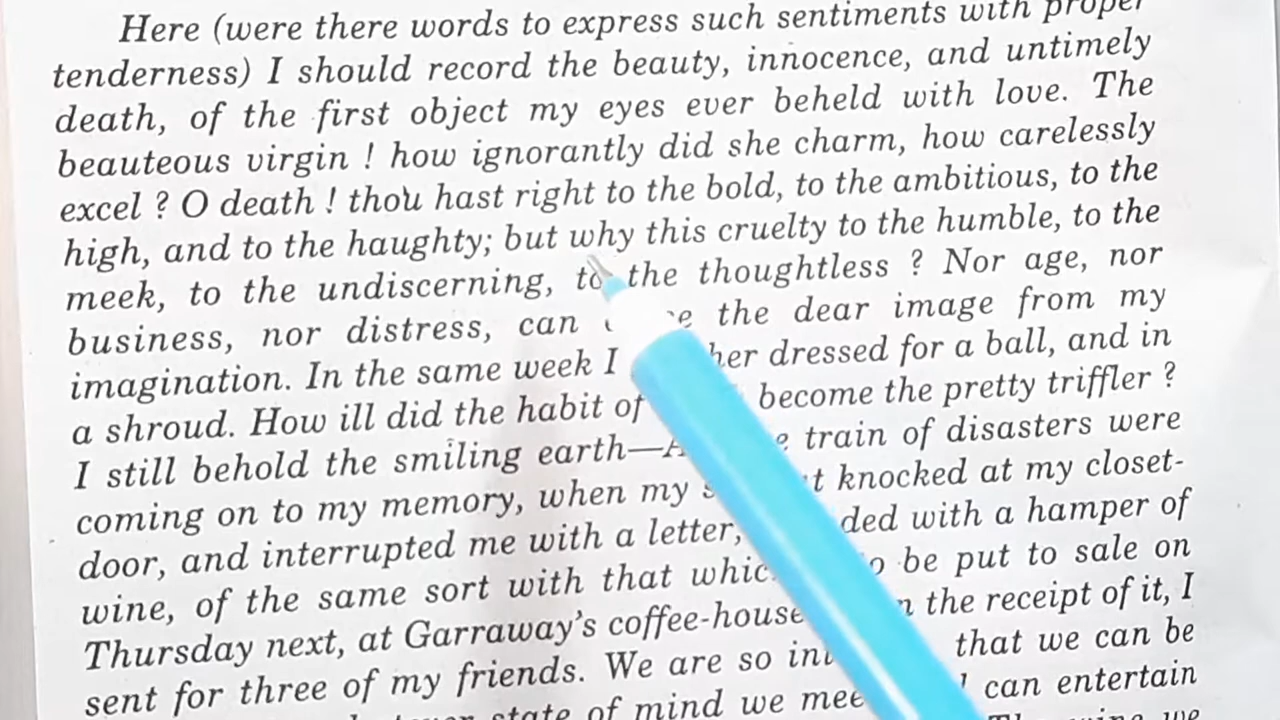 Here (were there words to express such sentiments with proper
tenderness) I should record the beauty, innocence, and untimely
death, of the first object my eyes ever beheld with love. The
beauteous virgin ! how ignorantly did she charm, how carelessly
excel ? O death ! thou hast right to the bold, to the ambitious, to the
high, and to the haughty; but why this cruelty to the humble, to the
meek, to the undiscerning, to the thoughtless ? Nor age, nor
business, nor distress, can the dear image from my
imagination. In the same week I her dressed for a ball, and in
a shroud. How ill did the habit of become the pretty triffler ?
I still behold the smiling earth— train of disasters were
coming on to my memory, when my knocked at my closet-
door, and interrupted me with a letter, with a hamper of
wine, of the same sort with that be put to sale on
Thursday next, at Garraway's coffee-house the receipt of it, I
sent for three of my friends. We are so that we can be
state of mind we can entertain
we